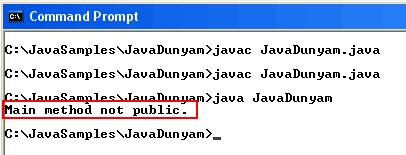 Command Prompt
C:\JavaSamples\JavaDunyam>javac JavaDunyam.java
C:\JavaSamples\JavaDunyam>javac JavaDunyam.java
C:\JavaSamples\JavaDunyam>java JavaDunyam
Main method not public.
C:\JavaSamples\JavaDunyam>_